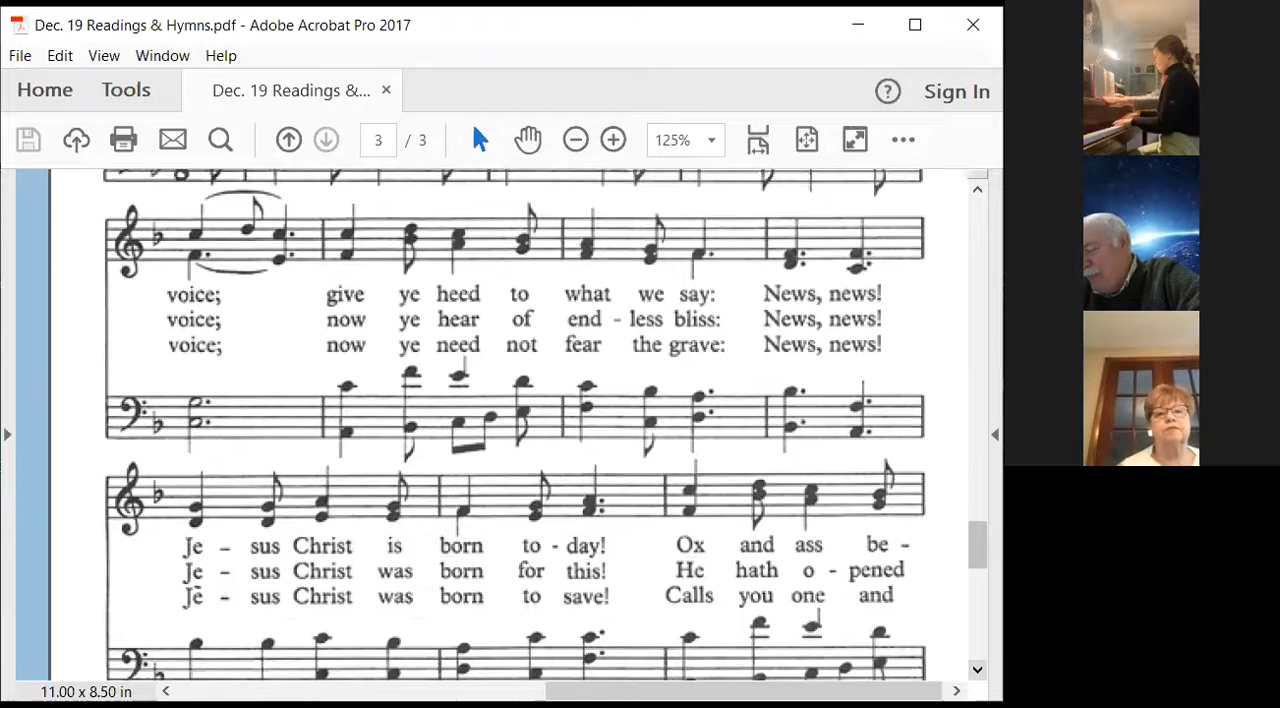 Dec. 19 Readings & Hymns.pdf - Adobe Acrobat Pro 2017
File Edit View Window Help
Home Tools Dec. 19 Readings &... × ? Sign In
3 / 3 125%
voice; give ye heed to what we say: News, news!
voice; now ye hear of end - less bliss: News, news!
voice; now ye need not fear the grave: News, news!
Je - sus Christ is born to - day! Ox and ass be -
Je - sus Christ was born for this! He hath o - pened
Je - sus Christ was born to save! Calls you one and
11.00 x 8.50 in